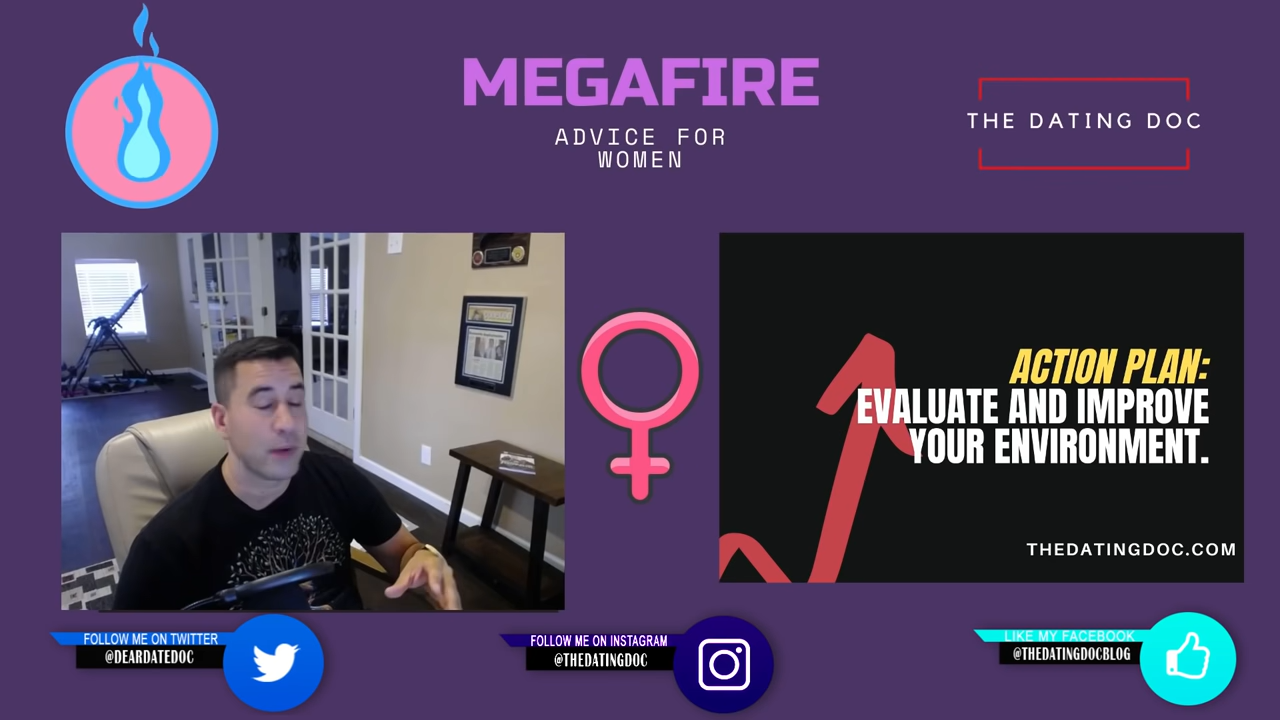 MEGAFIRE
ADVICE FOR
WOMEN
THE DATING DOC
ACTION PLAN:
EVALUATE AND IMPROVE
YOUR ENVIRONMENT.
THEDATINGDOC.COM
FOLLOW ME ON TWITTER
@DEARDATEDOC
FOLLOW ME ON INSTAGRAM
@THEDATINGDOC
LIKE MY FACEBOOK
@THEDATINGDOCBLOG